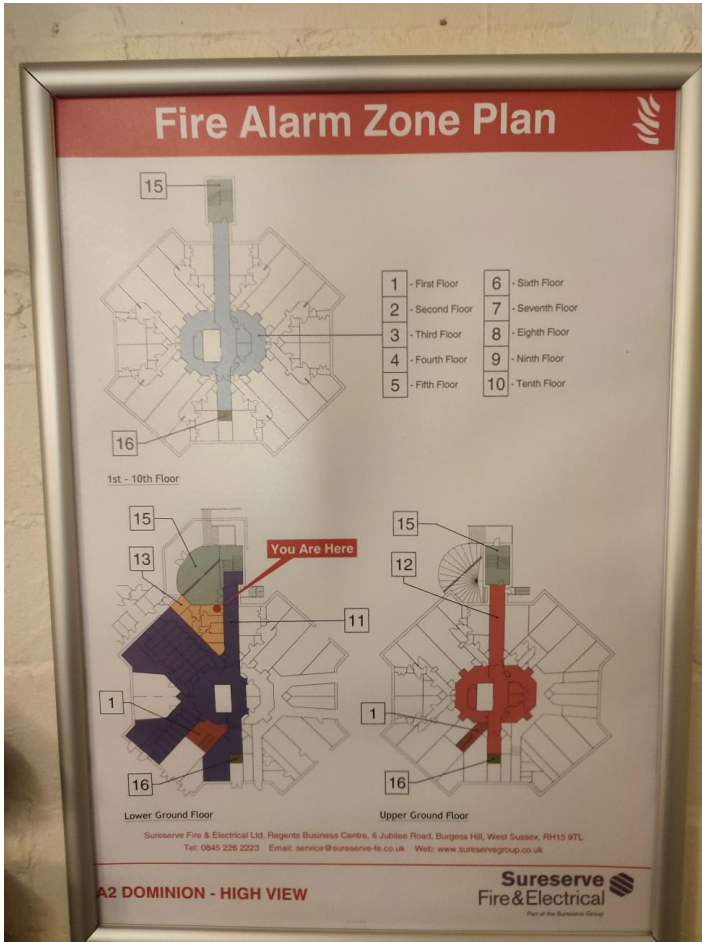 Fire Alarm Zone Plan
15
1 - First Floor
6 - Sixth Floor
2 - Second Floor
7 - Seventh Floor
3 - Third Floor
8 - Eighth Floor
4 - Fourth Floor
9 - Ninth Floor
5 - Fifth Floor
10 - Tenth Floor
16
1st - 10th Floor
15
13
You Are Here
11
1
16
Lower Ground Floor
15
12
1
16
Upper Ground Floor
Sureserve Fire & Electrical Ltd, Regents Business Centre, 6 Jubilee Road, Burgess Hill, West Sussex, RH15 9TL
Tel: 0845 226 2223 Email: service@sureserve-fe.co.uk Web: www.sureservegroup.co.uk
A2 DOMINION - HIGH VIEW
Sureserve
Fire & Electrical
Part of the Sureserve Group